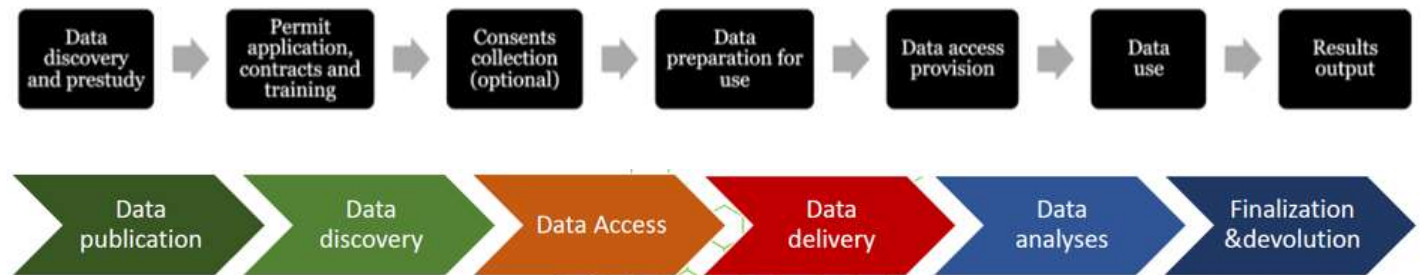 Data
discovery
and prestudy
Permit
application,
contracts and
training
Consents
collection
(optional)
Data
preparation for
use
Data access
provision
Data
use
Results
output
Data
publication
Data
discovery
Data Access
Data
delivery
Data
analyses
Finalization
&devolution